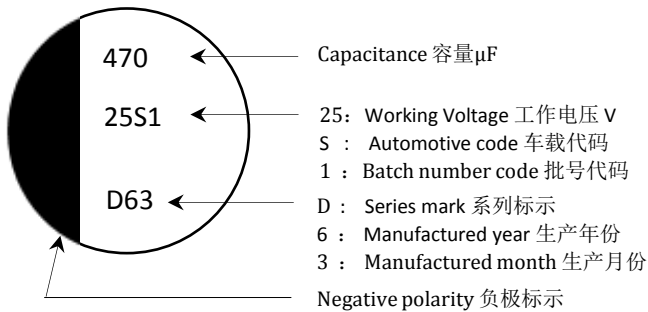 470
Capacitance 容量μF
25S1
25：Working Voltage 工作电压 V
S ： Automotive code 车载代码
1 ：Batch number code 批号代码
D63
D ： Series mark 系列标示
6 ： Manufactured year 生产年份
3 ： Manufactured month 生产月份
Negative polarity 负极标示